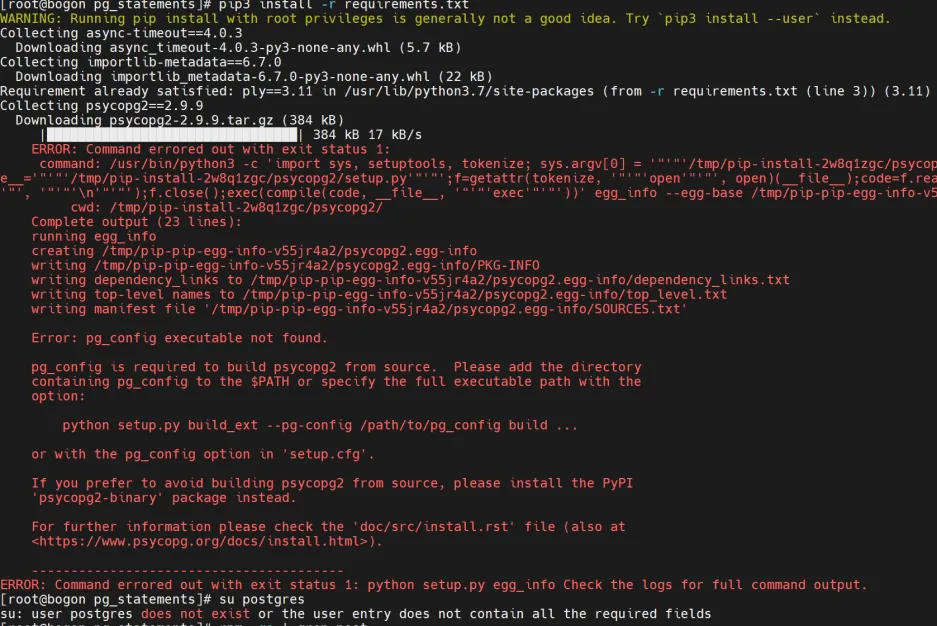 [root@bogon pg_statements]# pip3 install -r requirements.txt
WARNING: Running pip install with root privileges is generally not a good idea. Try `pip3 install --user` instead.
Collecting async-timeout==4.0.3
  Downloading async_timeout-4.0.3-py3-none-any.whl (5.7 kB)
Collecting importlib-metadata==6.7.0
  Downloading importlib_metadata-6.7.0-py3-none-any.whl (22 kB)
Requirement already satisfied: ply==3.11 in /usr/lib/python3.7/site-packages (from -r requirements.txt (line 3)) (3.11)
Collecting psycopg2==2.9.9
  Downloading psycopg2-2.9.9.tar.gz (384 kB)
     |████████████████████████████████| 384 kB 17 kB/s
    ERROR: Command errored out with exit status 1:
     command: /usr/bin/python3 -c 'import sys, setuptools, tokenize; sys.argv[0] = '"'"'/tmp/pip-install-2w8q1zgc/psycop
e__='"'"'/tmp/pip-install-2w8q1zgc/psycopg2/setup.py'"'"';f=getattr(tokenize, '"'"'open'"'"', open)(__file__);code=f.rea
'"', '"'"'\n'"'"');f.close();exec(compile(code, __file__, '"'"'exec'"'"'))' egg_info --egg-base /tmp/pip-pip-egg-info-v5
         cwd: /tmp/pip-install-2w8q1zgc/psycopg2/
    Complete output (23 lines):
    running egg_info
    creating /tmp/pip-pip-egg-info-v55jr4a2/psycopg2.egg-info
    writing /tmp/pip-pip-egg-info-v55jr4a2/psycopg2.egg-info/PKG-INFO
    writing dependency_links to /tmp/pip-pip-egg-info-v55jr4a2/psycopg2.egg-info/dependency_links.txt
    writing top-level names to /tmp/pip-pip-egg-info-v55jr4a2/psycopg2.egg-info/top_level.txt
    writing manifest file '/tmp/pip-pip-egg-info-v55jr4a2/psycopg2.egg-info/SOURCES.txt'

    Error: pg_config executable not found.

    pg_config is required to build psycopg2 from source.  Please add the directory
    containing pg_config to the $PATH or specify the full executable path with the
    option:

        python setup.py build_ext --pg-config /path/to/pg_config build ...

    or with the pg_config option in 'setup.cfg'.

    If you prefer to avoid building psycopg2 from source, please install the PyPI
    'psycopg2-binary' package instead.

    For further information please check the 'doc/src/install.rst' file (also at
    <https://www.psycopg.org/docs/install.html>).

    ----------------------------------------
ERROR: Command errored out with exit status 1: python setup.py egg_info Check the logs for full command output.
[root@bogon pg_statements]# su postgres
su: user postgres does not exist or the user entry does not contain all the required fields
[root@bogon pg_statements]#